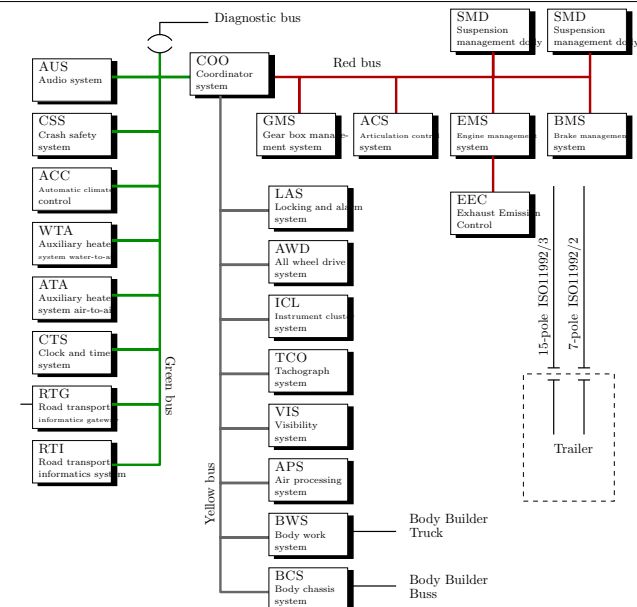 Diagnostic bus
SMD
Suspension
management dolly
SMD
Suspension
management dolly
COO
Coordinator
system
Red bus
AUS
Audio system
CSS
Crash safety
system
ACC
Automatic climate
control
WTA
Auxiliary heater
system water-to-air
ATA
Auxiliary heater
system air-to-air
CTS
Clock and timer
system
RTG
Road transport
informatics gateway
RTI
Road transport
informatics system
Green bus
GMS
Gear box manage-
ment system
ACS
Articulation control
system
EMS
Engine management
system
BMS
Brake management
system
EEC
Exhaust Emission
Control
LAS
Locking and alarm
system
AWD
All wheel drive
system
ICL
Instrument cluster
system
TCO
Tachograph
system
VIS
Visibility
system
APS
Air processing
system
BWS
Body work
system
BCS
Body chassis
system
Yellow bus
Body Builder
Truck
Body Builder
Buss
15-pole ISO11992/3
7-pole ISO11992/2
Trailer